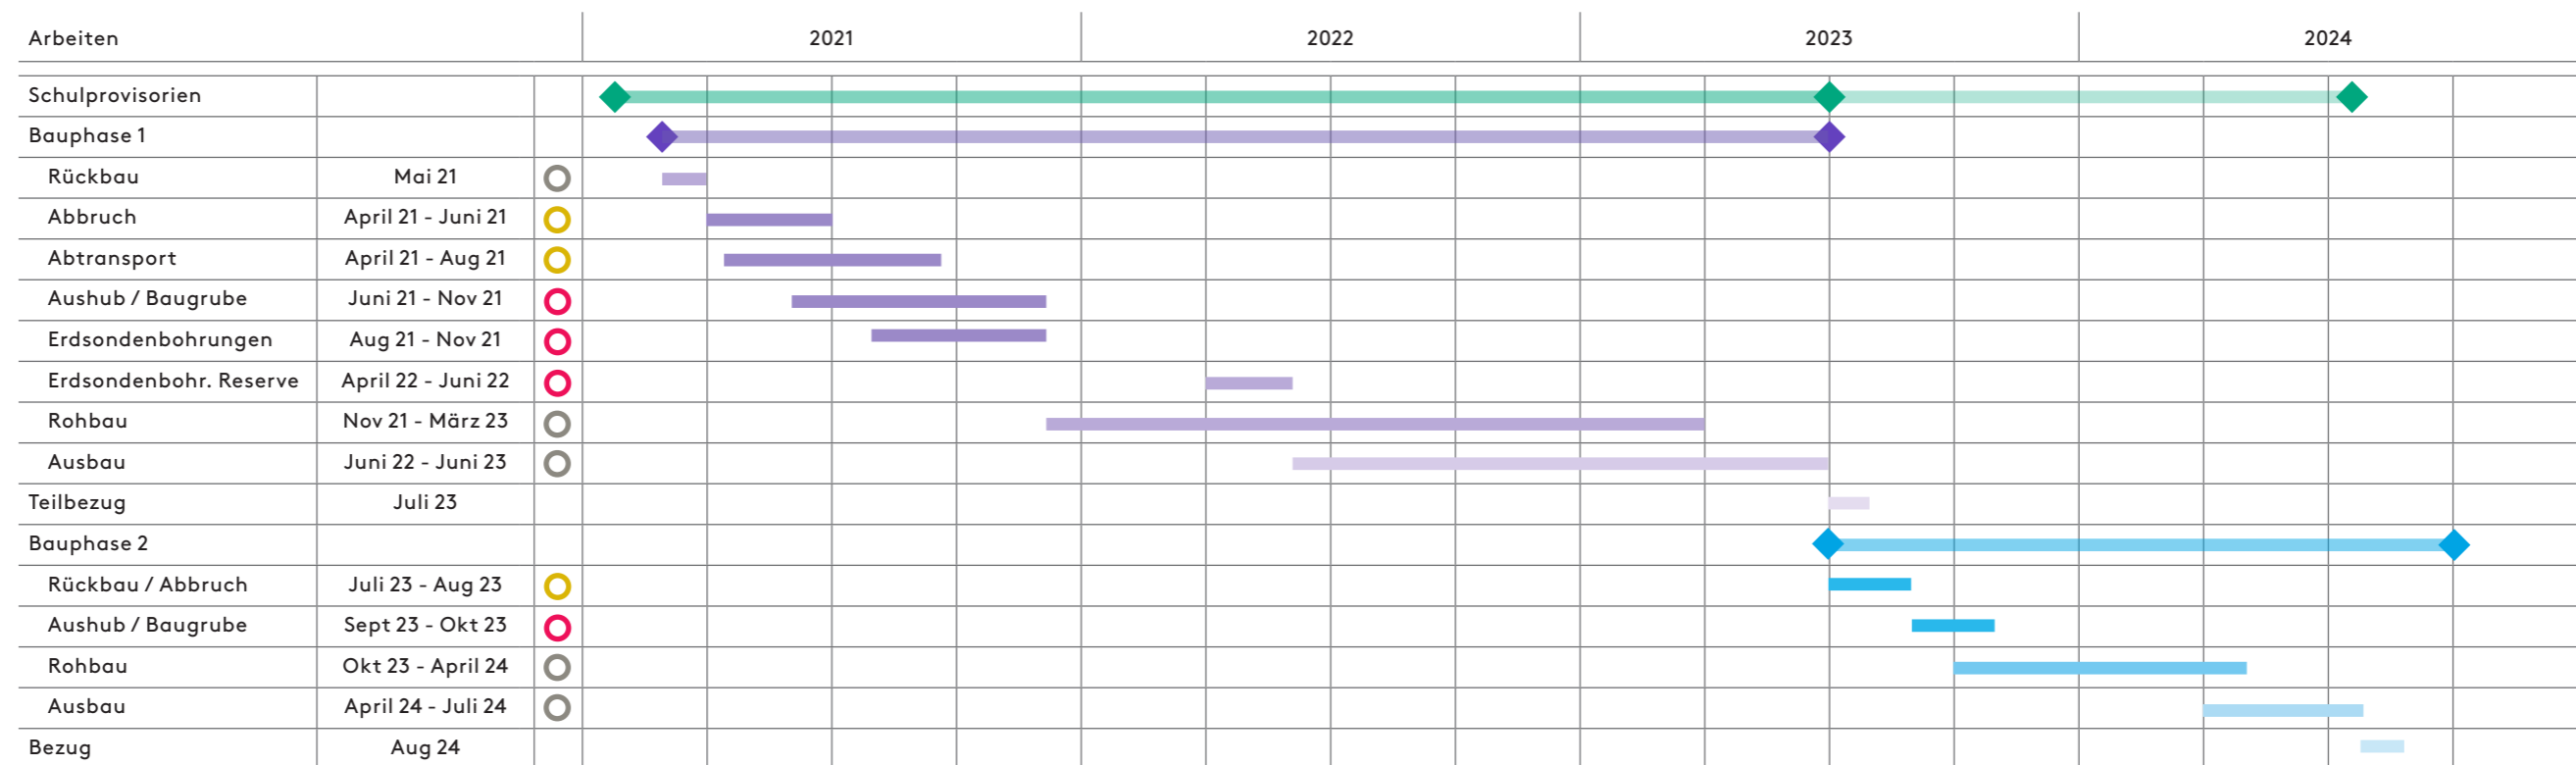 Arbeiten 2021 2022 2023 2024
Schulprovisorien
Bauphase 1
Rückbau Mai 21
Abbruch April 21 - Juni 21
Abtransport April 21 - Aug 21
Aushub / Baugrube Juni 21 - Nov 21
Erdsondenbohrungen Aug 21 - Nov 21
Erdsondenbohr. Reserve April 22 - Juni 22
Rohbau Nov 21 - März 23
Ausbau Juni 22 - Juni 23
Teilbezug Juli 23
Bauphase 2
Rückbau / Abbruch Juli 23 - Aug 23
Aushub / Baugrube Sept 23 - Okt 23
Rohbau Okt 23 - April 24
Ausbau April 24 - Juli 24
Bezug Aug 24